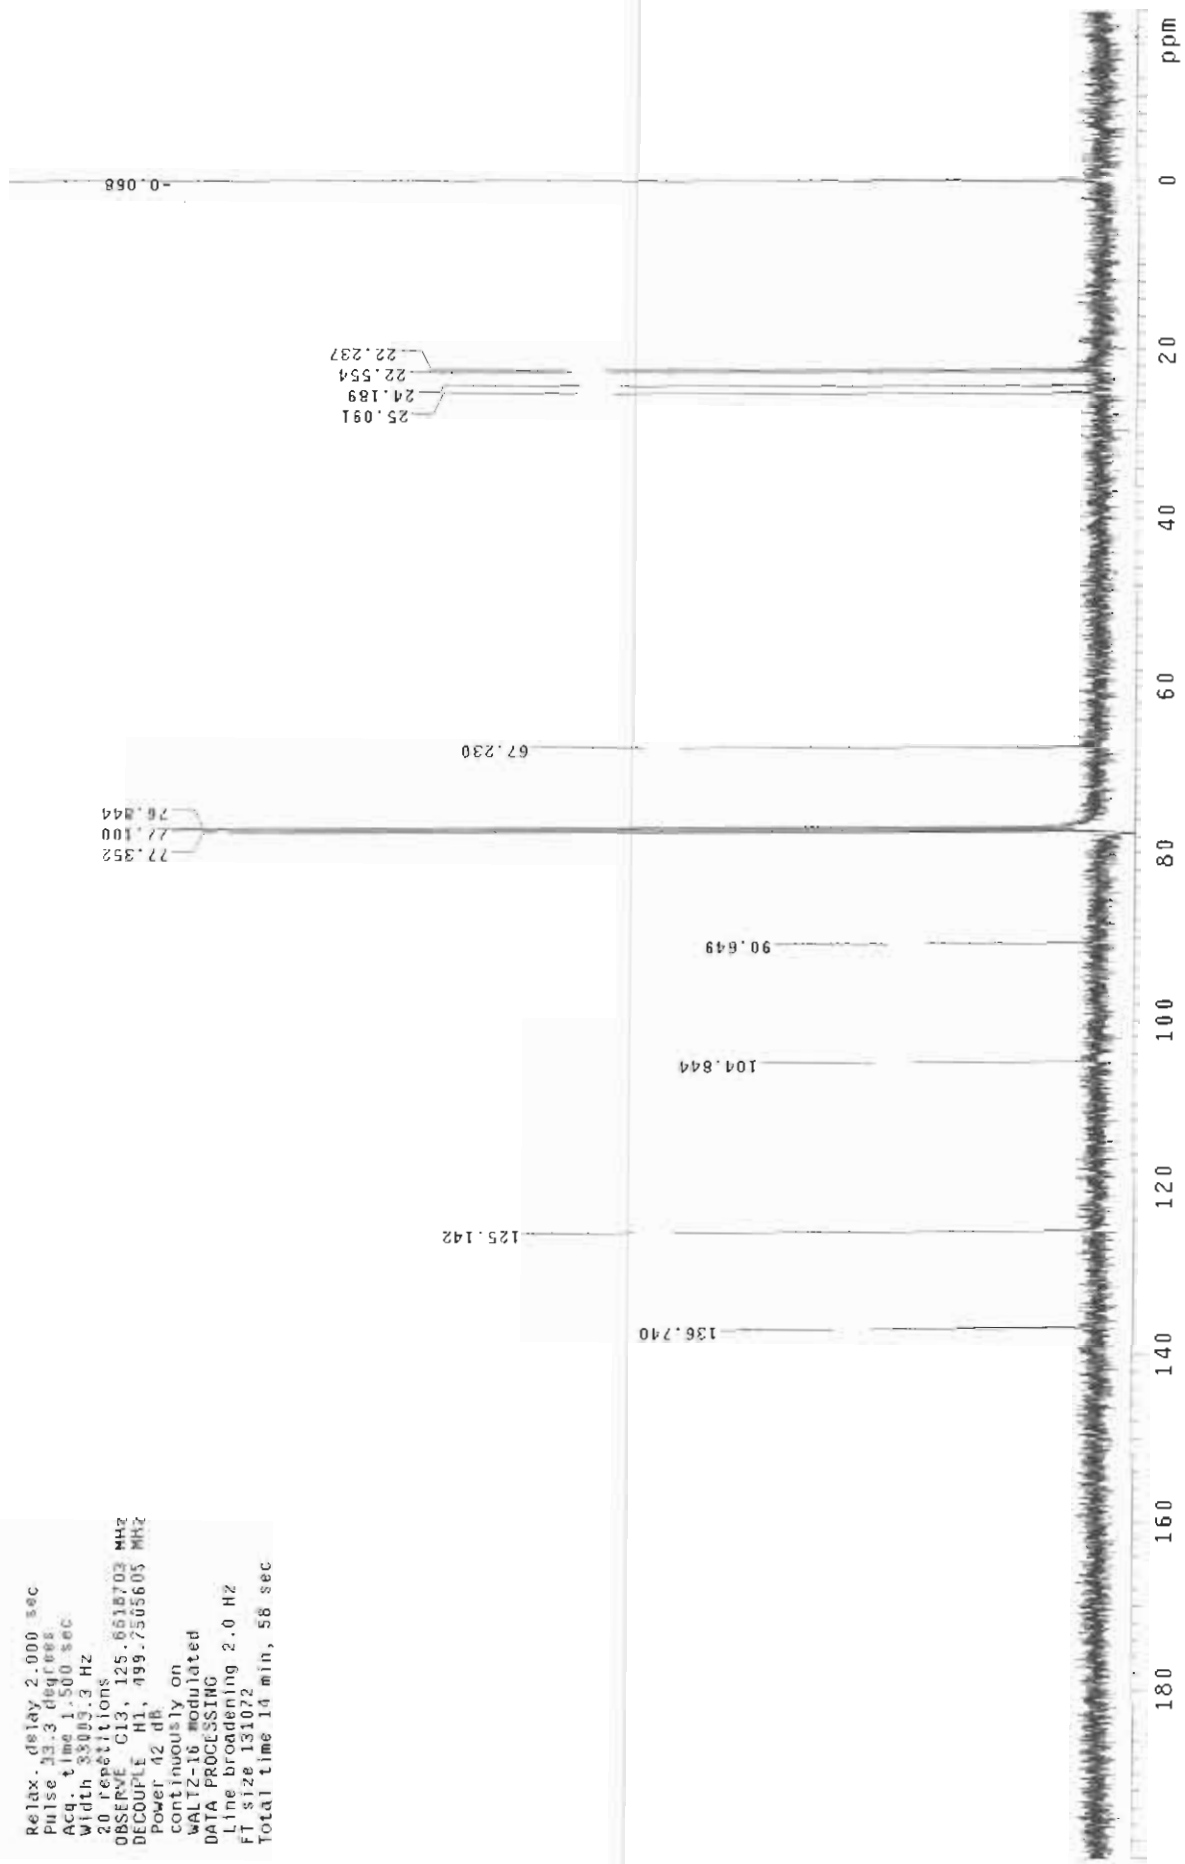 Relax. delay 2.000 sec
Pulse 33.3 degrees
Acq. time 1.500 sec
Width 33003.3 Hz
20 repetitions
OBSERVE C13, 125.6618703 MHz
DECOUPLE H1, 499.7505605 MHz
Power 42 dB
continuously on
WALTZ-16 modulated
DATA PROCESSING
Line broadening 2.0 Hz
FT size 131072
Total time 14 min, 58 sec
136.740
125.142
104.844
90.649
77.352
77.100
76.844
67.230
25.091
24.189
22.554
22.237
-0.068
180
160
140
120
100
80
60
40
20
0
ppm